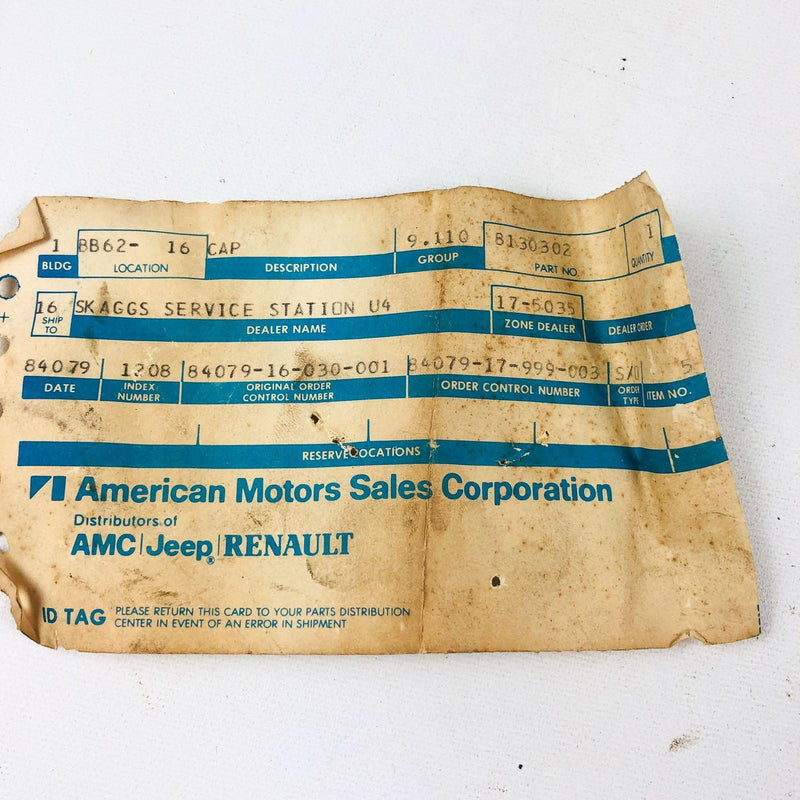 1 BB62- 16 CAP 9.110 8130302 1
BLDG LOCATION DESCRIPTION GROUP PART NO. QUANTITY
16 SKAGGS SERVICE STATION U4 17-5035
SHIP TO DEALER NAME ZONE DEALER DEALER ORDER
84079 1208 84079-16-030-001 84079-17-999-003 S/O 5
DATE INDEX NUMBER ORIGINAL ORDER CONTROL NUMBER ORDER CONTROL NUMBER ORDER TYPE ITEM NO.
RESERVE LOCATIONS
American Motors Sales Corporation
Distributors of
AMC|Jeep®|RENAULT
ID TAG PLEASE RETURN THIS CARD TO YOUR PARTS DISTRIBUTION
CENTER IN EVENT OF AN ERROR IN SHIPMENT